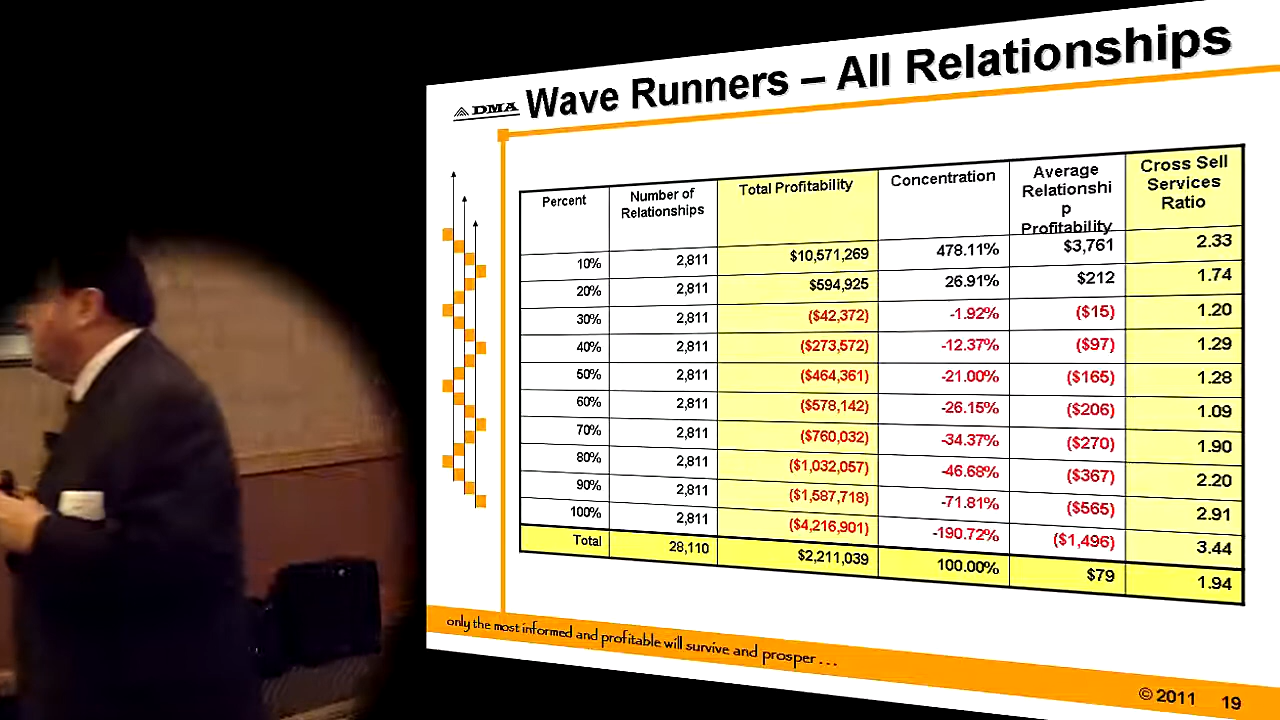 DMA
Wave Runners – All Relationships
Percent Number of Relationships Total Profitability Concentration Average Relationshi p Profitability Cross Sell Services Ratio
10% 2,811 $10,571,269 478.11% $3,761 2.33
20% 2,811 $594,925 26.91% $212 1.74
30% 2,811 ($42,372) -1.92% ($15) 1.20
40% 2,811 ($273,572) -12.37% ($97) 1.29
50% 2,811 ($464,361) -21.00% ($165) 1.28
60% 2,811 ($578,142) -26.15% ($206) 1.09
70% 2,811 ($760,032) -34.37% ($270) 1.90
80% 2,811 ($1,032,057) -46.68% ($367) 2.20
90% 2,811 ($1,587,718) -71.81% ($565) 2.91
100% 2,811 ($4,216,901) -190.72% ($1,496) 3.44
Total 28,110 $2,211,039 100.00% $79 1.94
only the most informed and profitable will survive and prosper . . .
© 2011 19